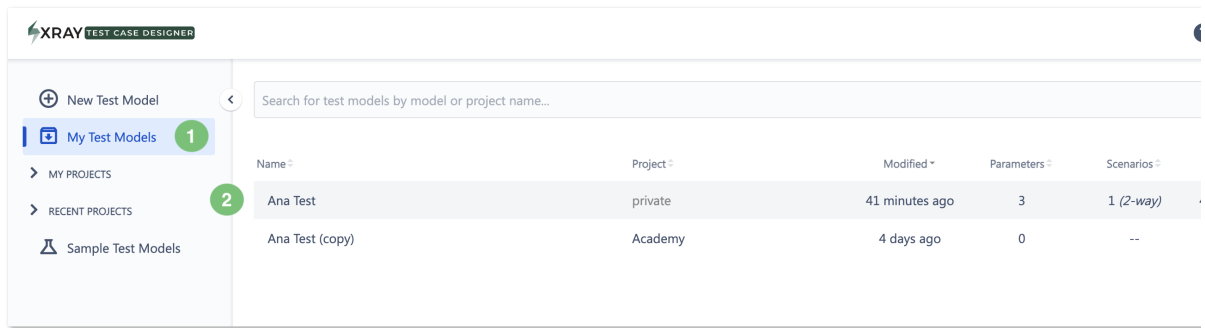 XRAY TEST CASE DESIGNER
New Test Model
My Test Models 1
MY PROJECTS
RECENT PROJECTS
Sample Test Models
Search for test models by model or project name...
Name Project Modified Parameters Scenarios
2 Ana Test private 41 minutes ago 3 1 (2-way)
Ana Test (copy) Academy 4 days ago 0 --